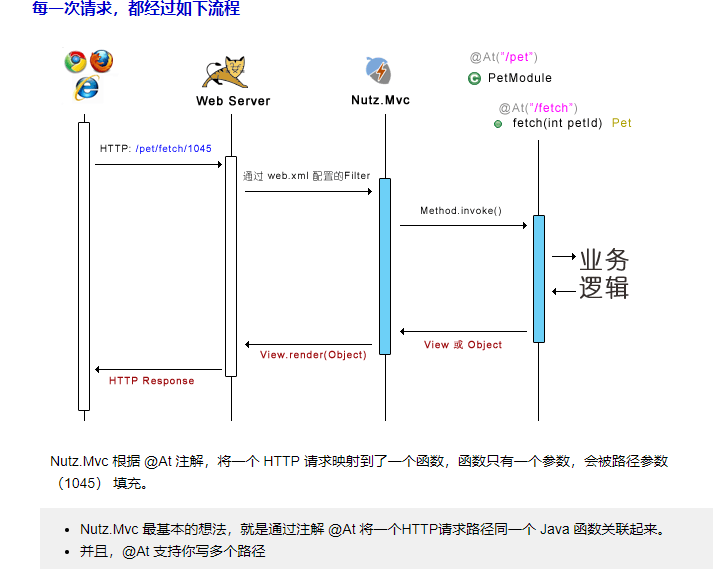 每一次请求，都经过如下流程
@At("/pet")
PetModule
Web Server
Nutz.Mvc
@At("/fetch")
fetch(int petId) Pet
HTTP: /pet/fetch/1045
通过 web.xml 配置的Filter
Method.invoke()
业务
逻辑
View 或 Object
View.render(Object)
HTTP Response
Nutz.Mvc 根据 @At 注解，将一个 HTTP 请求映射到了一个函数，函数只有一个参数，会被路径参数
（1045） 填充。
Nutz.Mvc 最基本的想法，就是通过注解 @At 将一个HTTP请求路径同一个 Java 函数关联起来。
并且，@At 支持你写多个路径